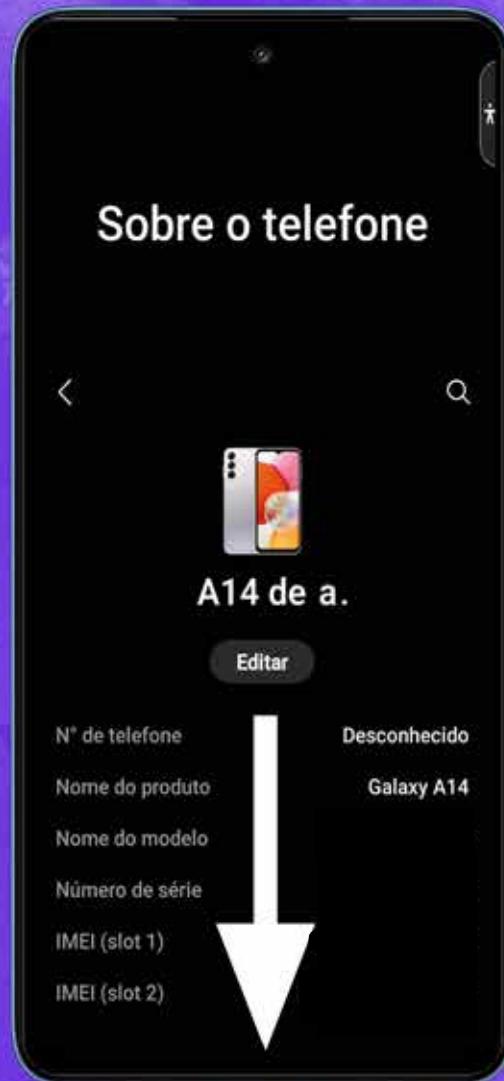 Sobre o telefone
A14 de a.
Editar
N° de telefone Desconhecido
Nome do produto Galaxy A14
Nome do modelo
Número de série
IMEI (slot 1)
IMEI (slot 2)